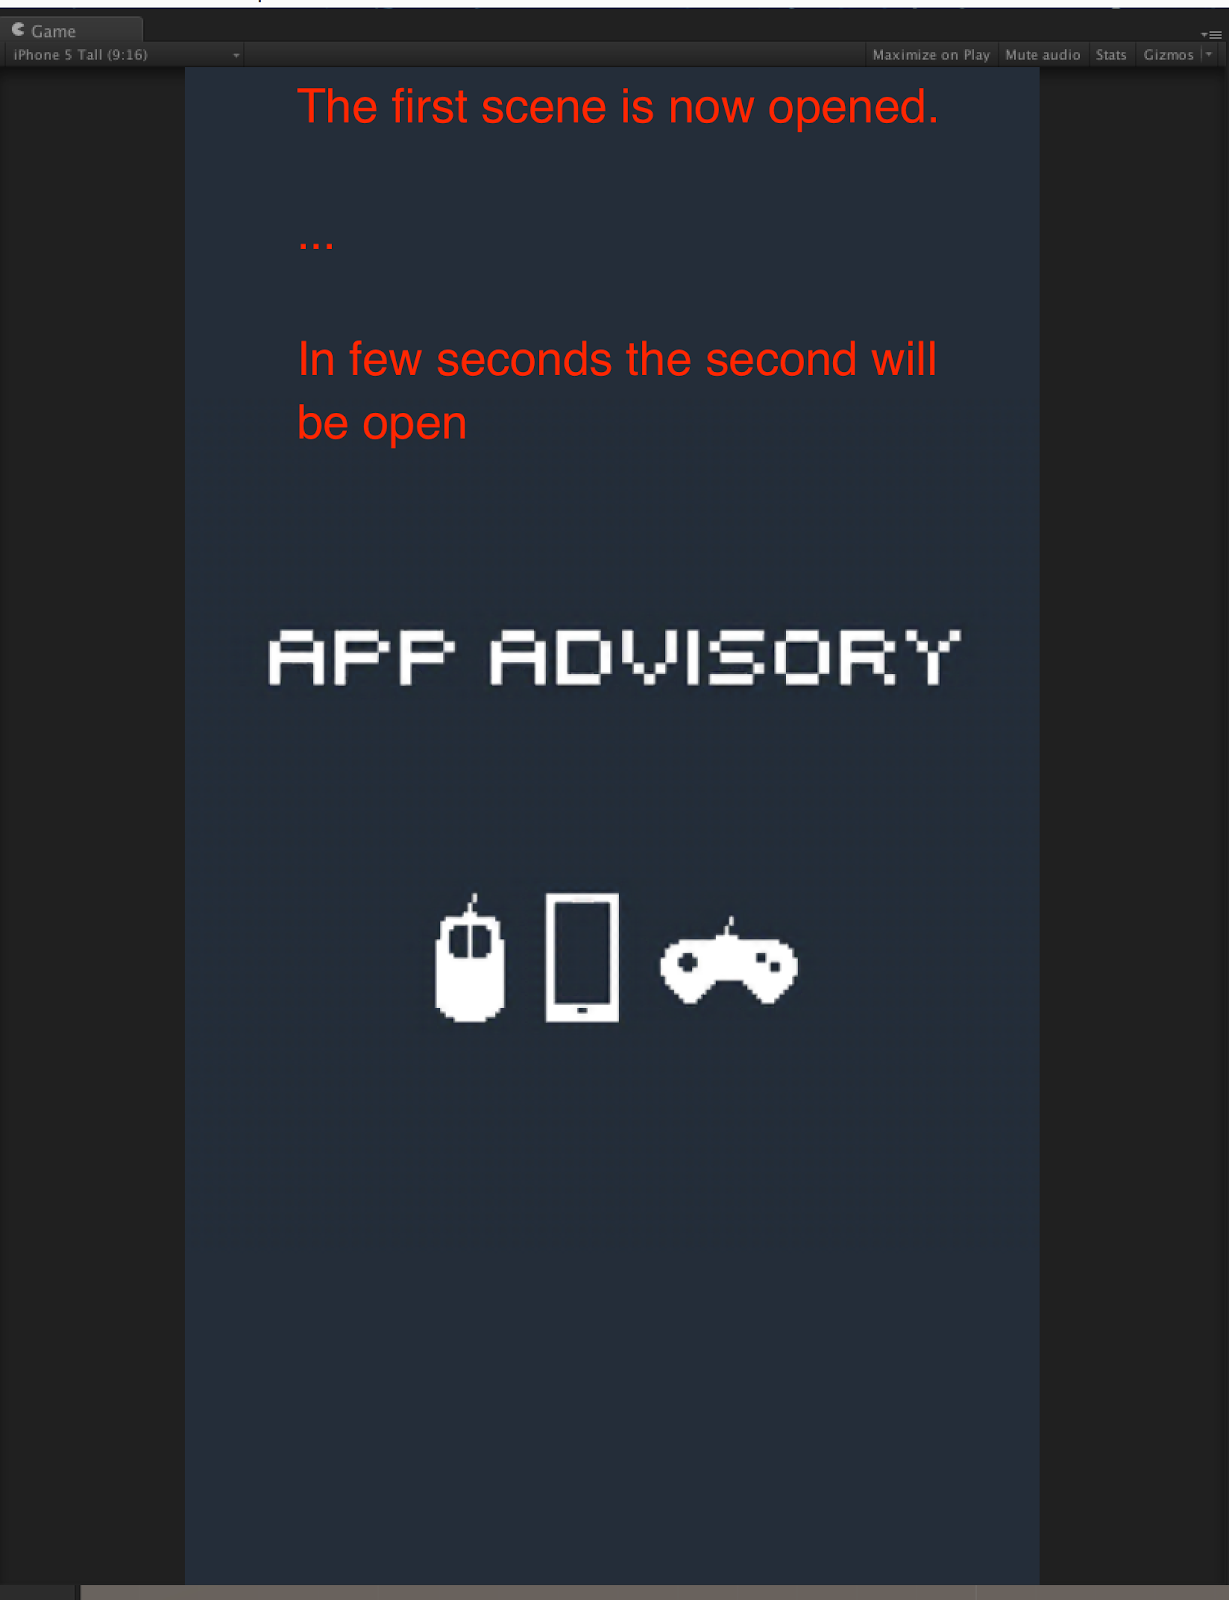 Game
iPhone 5 Tall (9:16)
Maximize on Play
Mute audio
Stats
Gizmos
The first scene is now opened.
...
In few seconds the second will
be open
APP ADVISORY